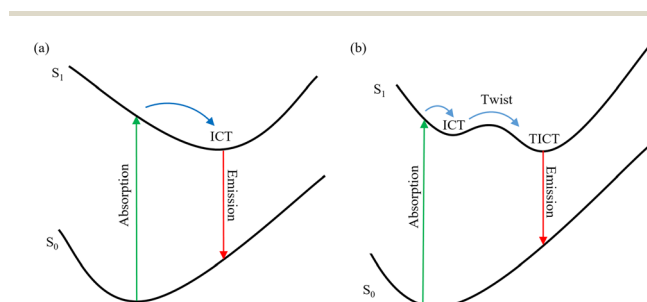 (a)
S1
ICT
Absorption
Emission
S0
(b)
S1
ICT
Twist
TICT
Absorption
Emission
S0